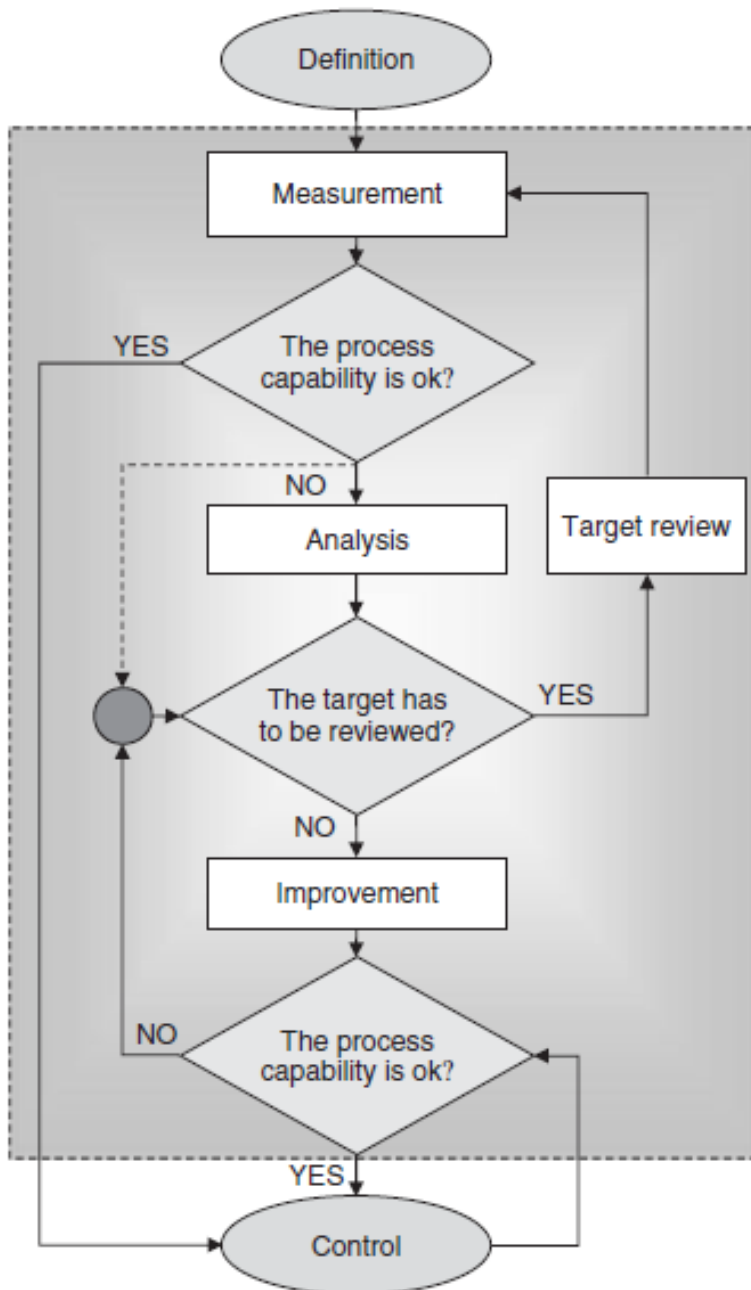 Definition
Measurement
YES
The process
capability is ok?
NO
Analysis
Target review
The target has
to be reviewed?
YES
NO
Improvement
NO
The process
capability is ok?
YES
Control